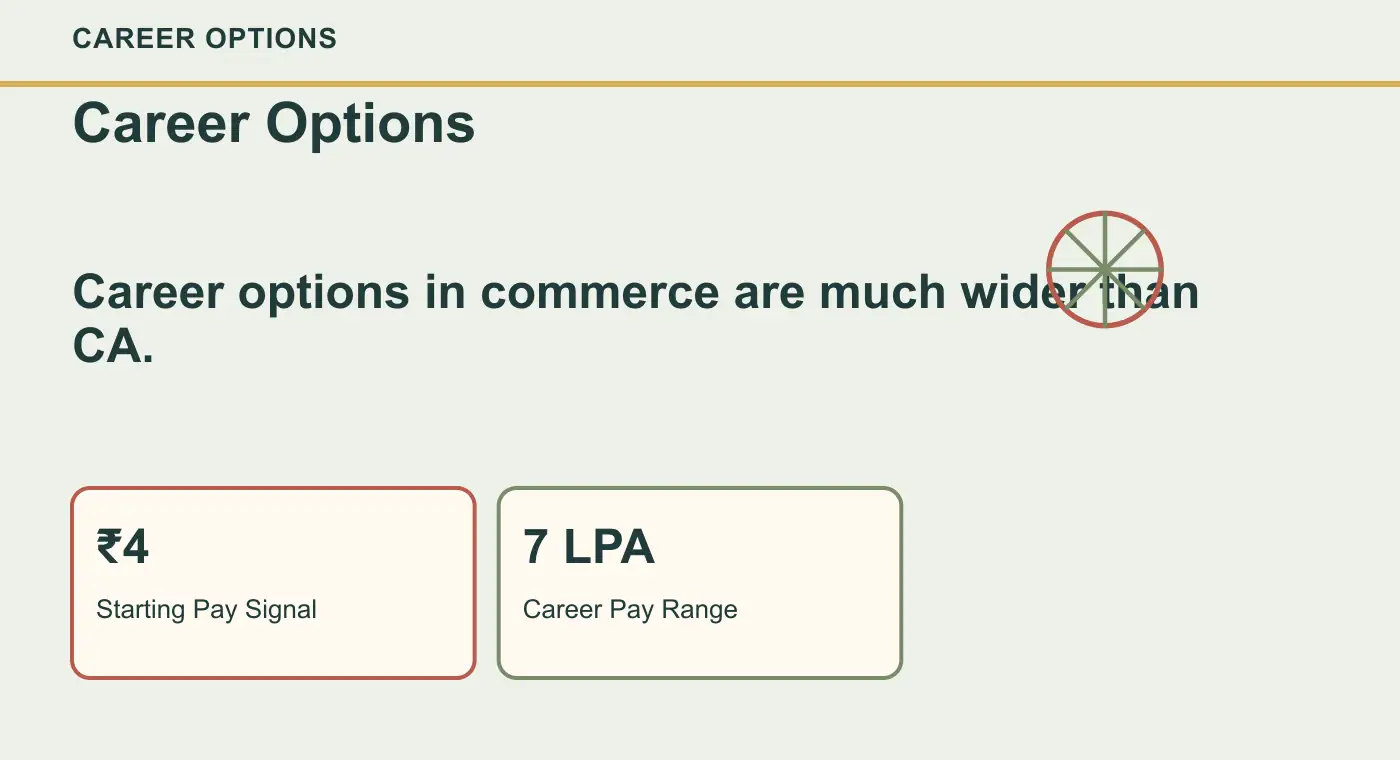 CAREER OPTIONS
Career Options
Career options in commerce are much wider than
CA.
₹4
Starting Pay Signal
7 LPA
Career Pay Range